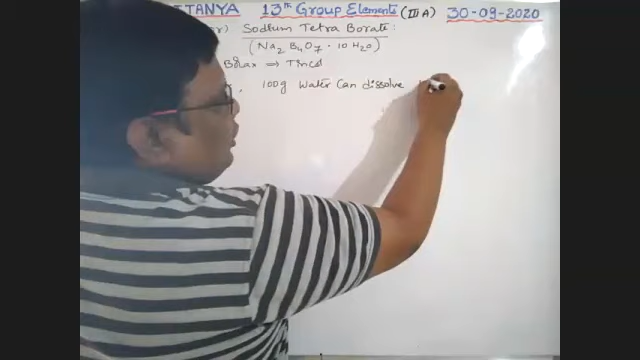 TANYA 13th Group Elements (III A) 30-09-2020
Sodium Tetra Borate:
(Na2 B4O7 · 10 H2O)
Borax ⇒ Tincal
, 100g Water Can dissolve